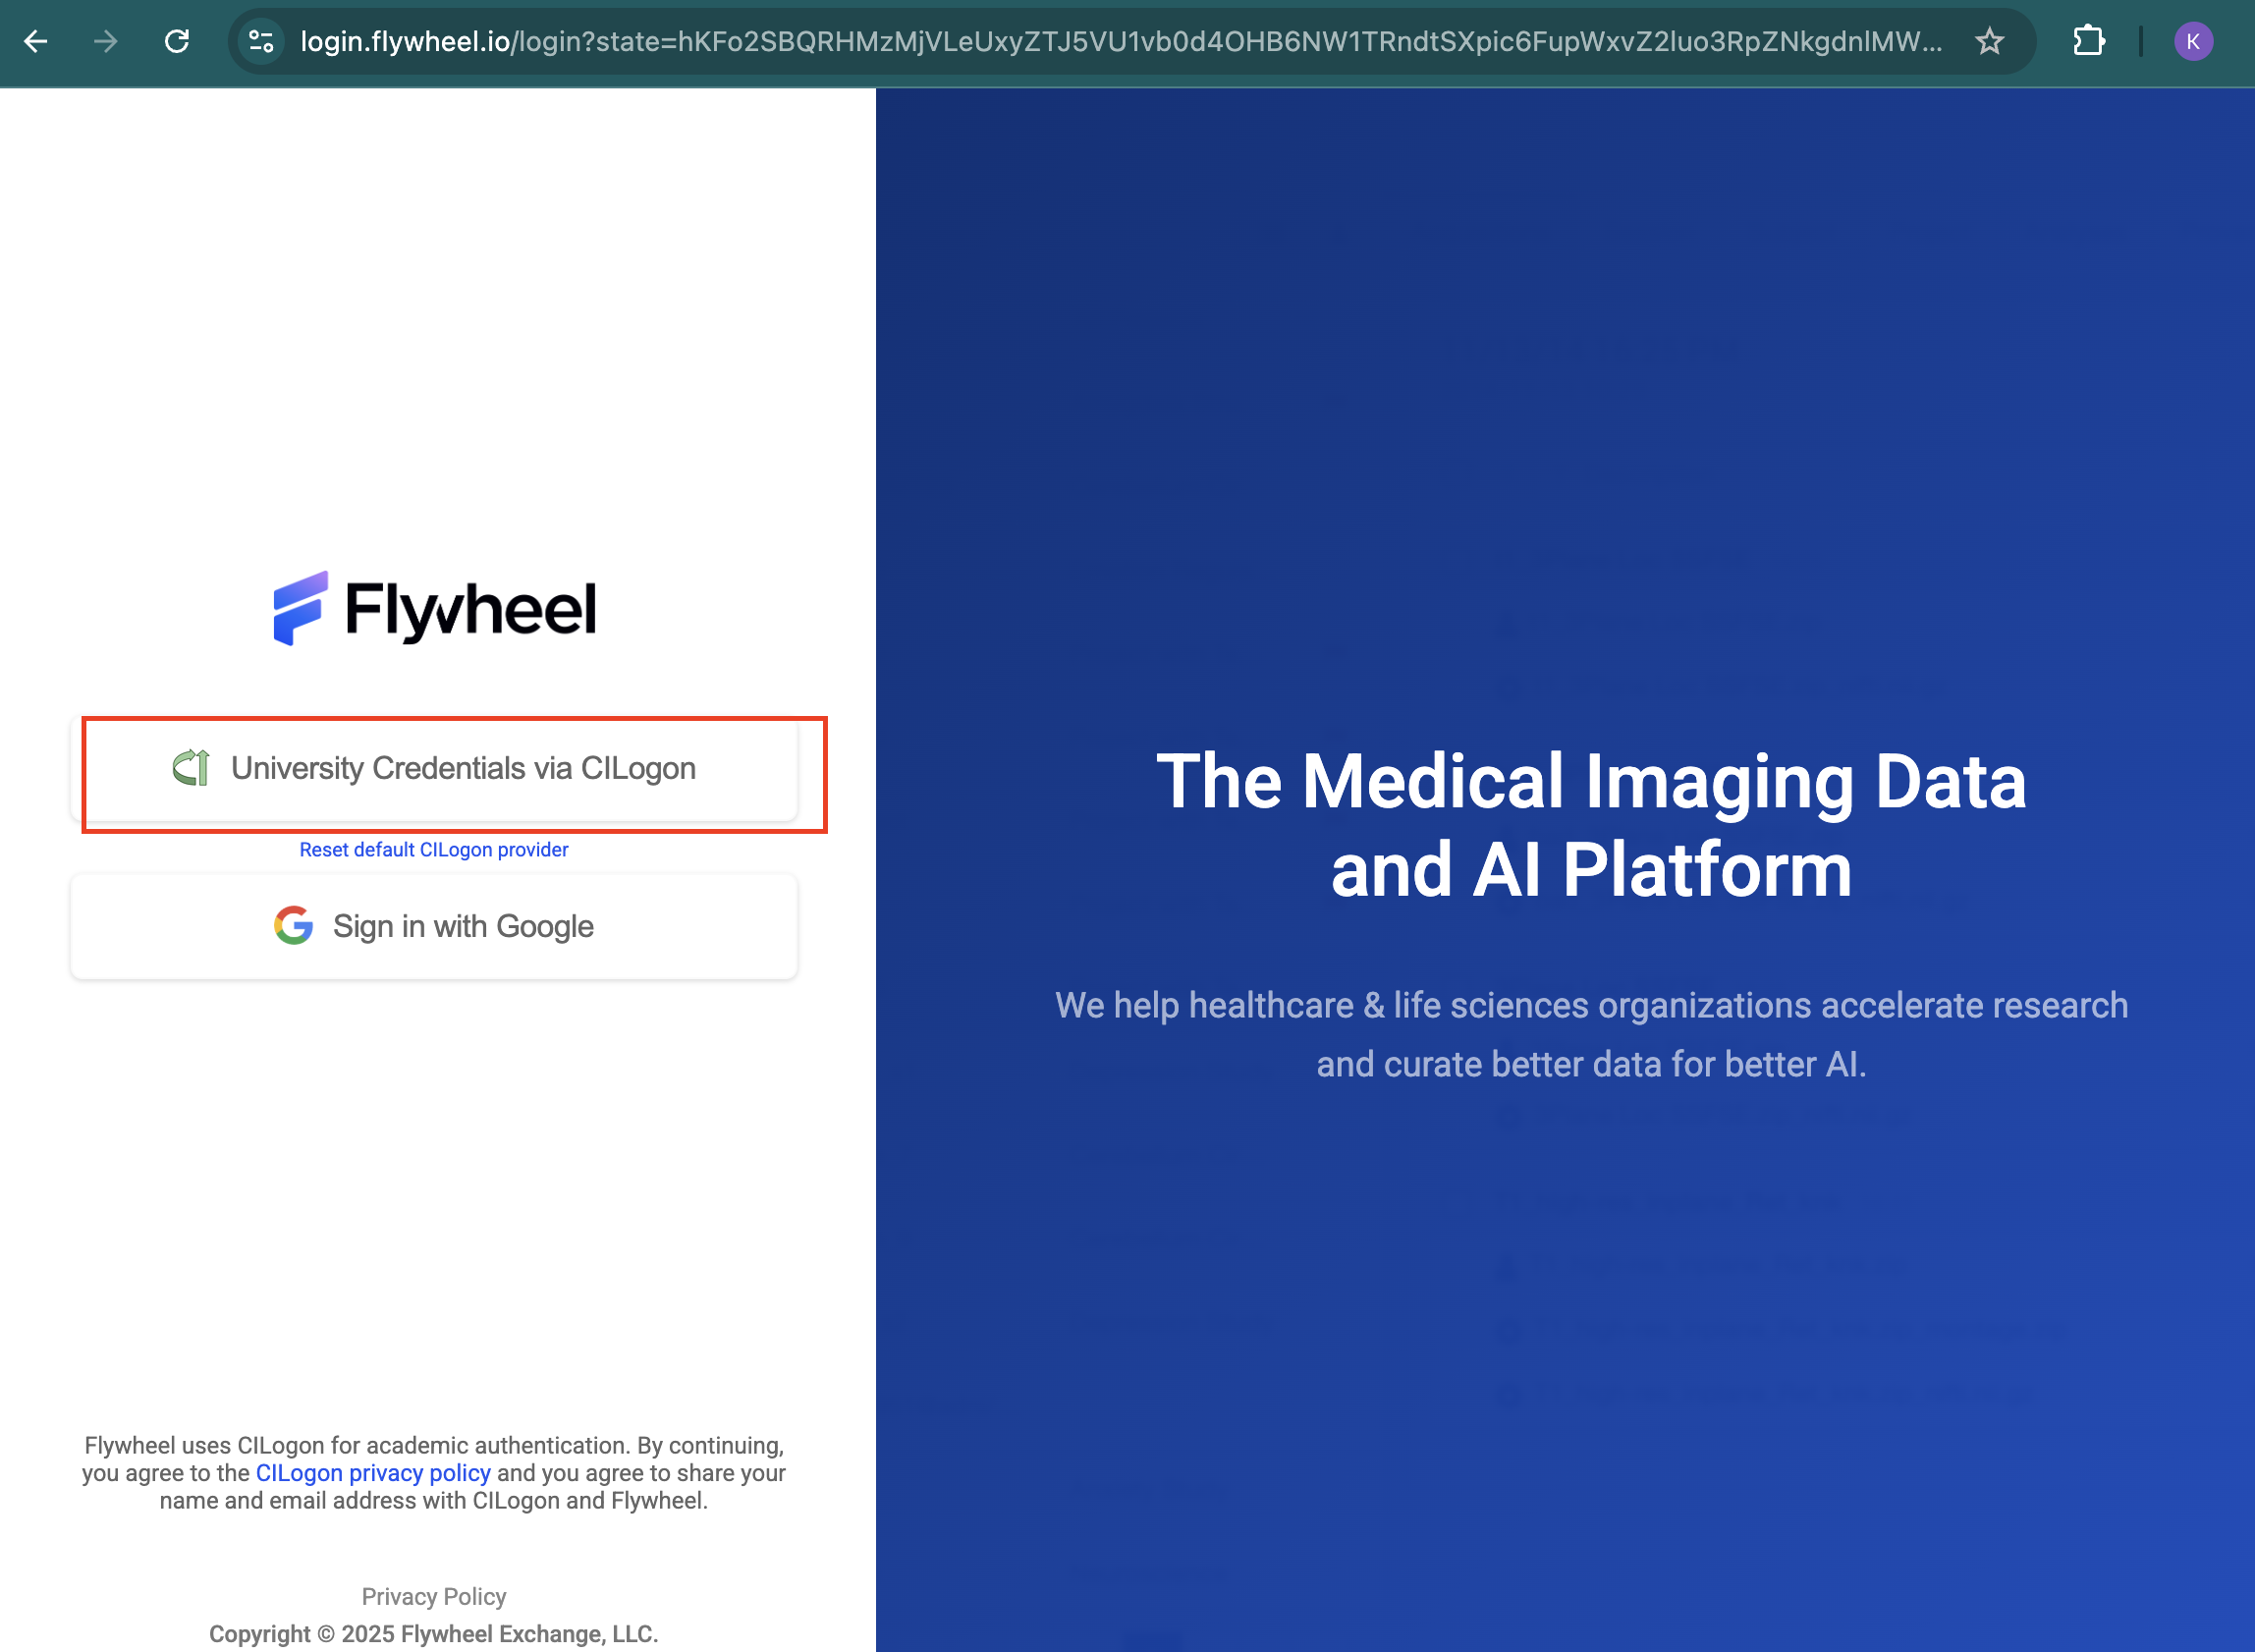 login.flywheel.io/login?state=hKFo2SBQRHMzMjVLeUxyZTJ5VU1vb0d4OHB6NW1TRndtSXpic6FupWxvZ2luo3RpZNkgdnlMW...
K
Flywheel
University Credentials via CILogon
Reset default CILogon provider
Sign in with Google
The Medical Imaging Data
and AI Platform
We help healthcare & life sciences organizations accelerate research
and curate better data for better AI.
Flywheel uses CILogon for academic authentication. By continuing,
you agree to the CILogon privacy policy and you agree to share your
name and email address with CILogon and Flywheel.
Privacy Policy
Copyright © 2025 Flywheel Exchange, LLC.